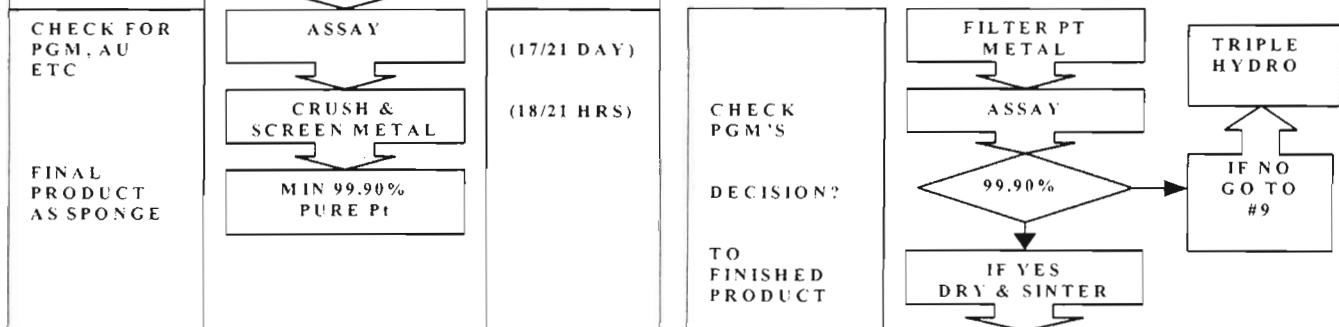 CHECK FOR
PGM, AU
ETC
ASSAY
(17/21 DAY)
CRUSH &
SCREEN METAL
(18/21 HRS)
FINAL
PRODUCT
AS SPONGE
MIN 99.90%
PURE Pt
FILTER PT
METAL
TRIPLE
HYDRO
CHECK
PGM'S
ASSAY
DECISION?
99.90%
IF NO
GO TO
#9
TO
FINISHED
PRODUCT
IF YES
DRY & SINTER